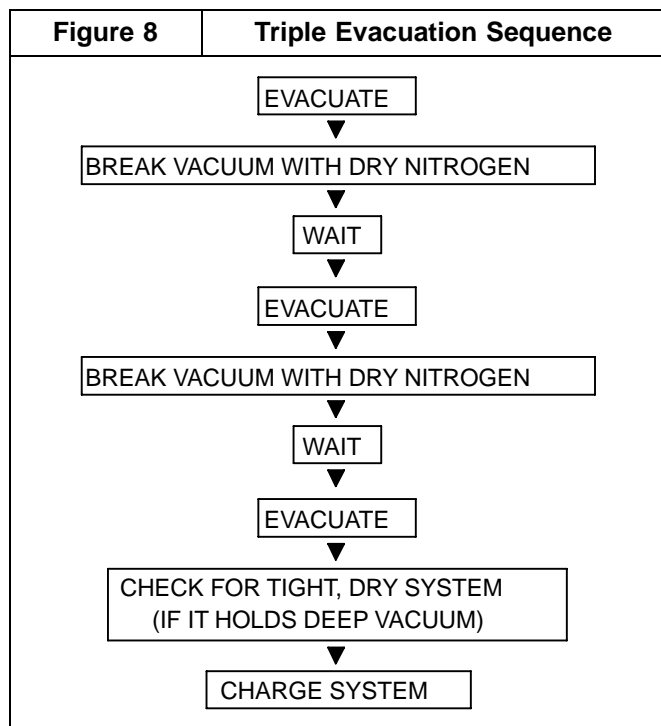 Figure 8 Triple Evacuation Sequence
EVACUATE
BREAK VACUUM WITH DRY NITROGEN
WAIT
EVACUATE
BREAK VACUUM WITH DRY NITROGEN
WAIT
EVACUATE
CHECK FOR TIGHT, DRY SYSTEM
(IF IT HOLDS DEEP VACUUM)
CHARGE SYSTEM